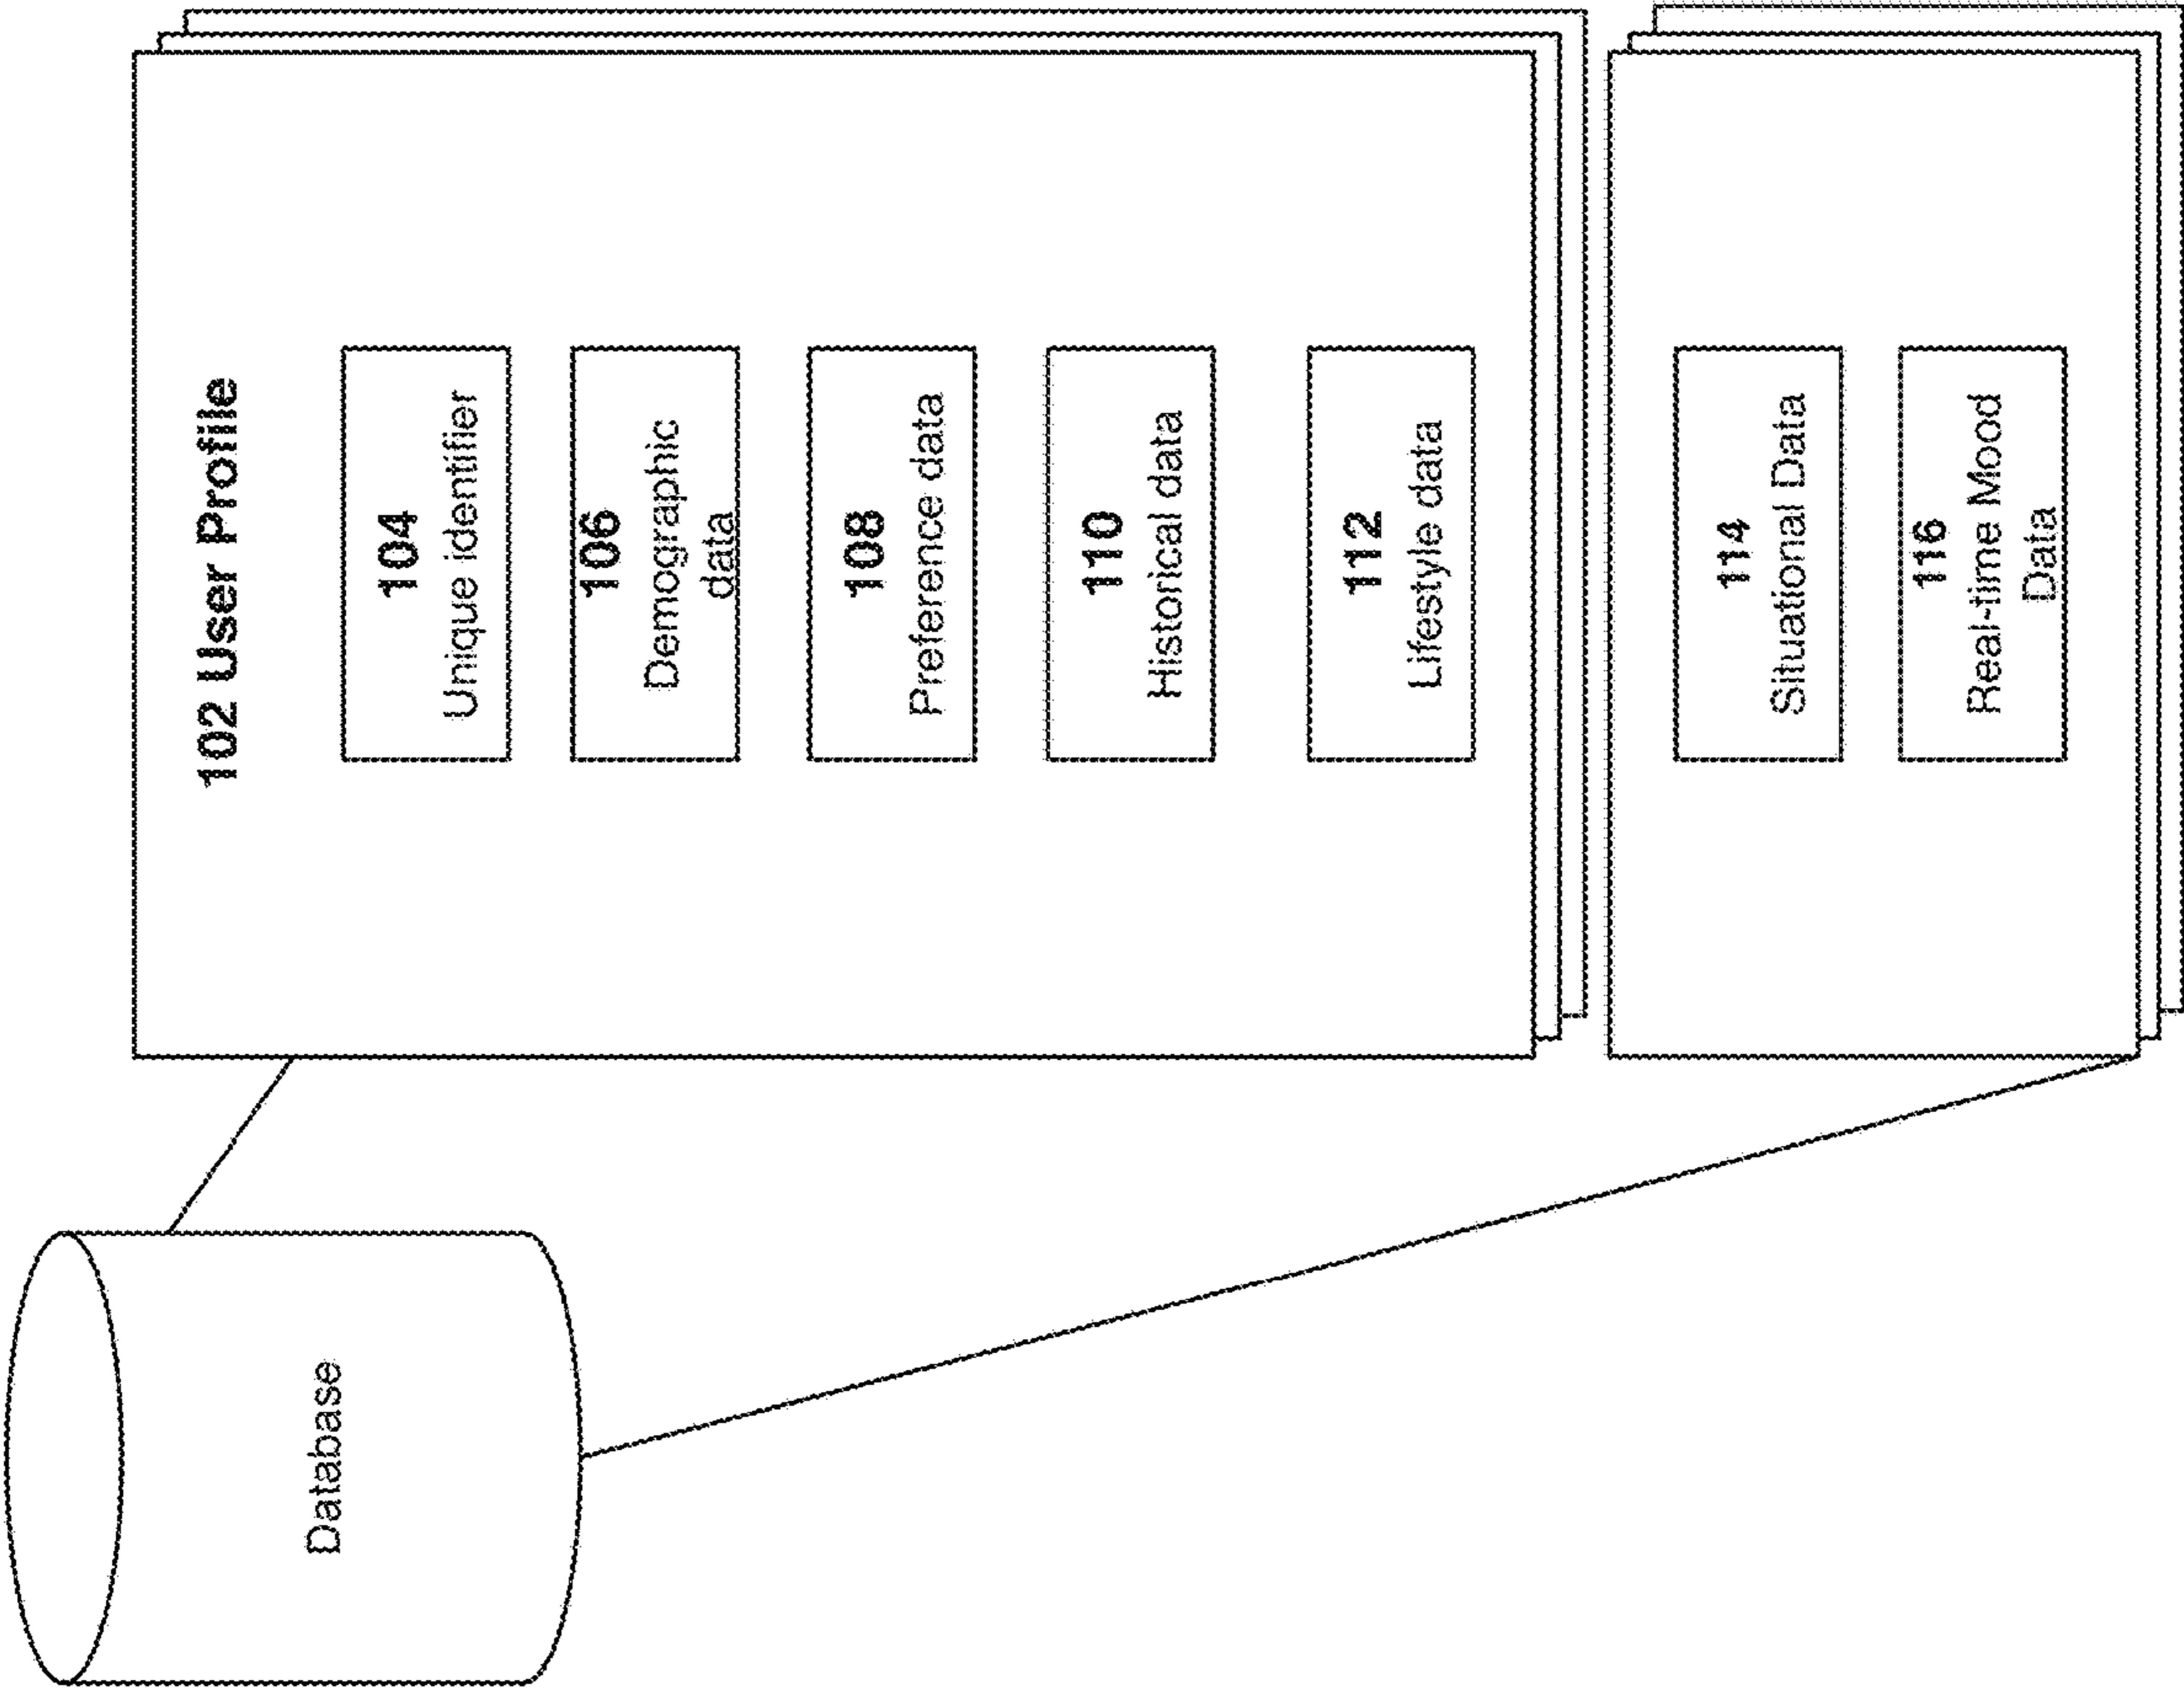 Database
102 User Profile
104
Unique identifier
106
Demographic
data
108
Preference data
110
Historical data
112
Lifestyle data
114
Situational Data
116
Real-time Mood
Data